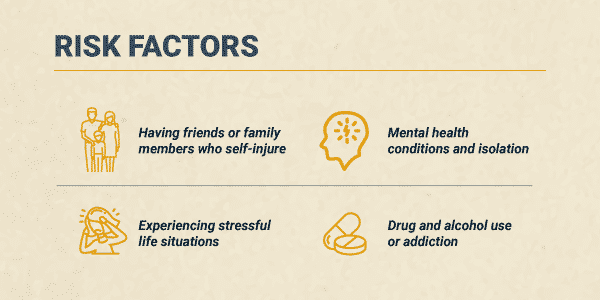 RISK FACTORS
Having friends or family
members who self-injure
Mental health
conditions and isolation
Experiencing stressful
life situations
Drug and alcohol use
or addiction